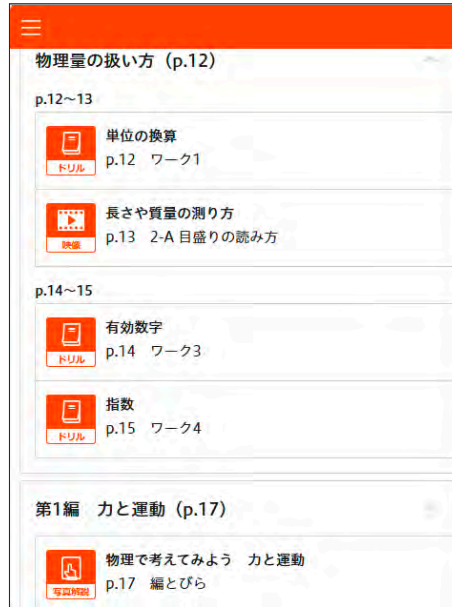 物理量の扱い方（p.12）
p.12～13
単位の換算
ドリル
p.12　ワーク1
長さや質量の測り方
映像
p.13　2-A 目盛りの読み方
p.14～15
有効数字
ドリル
p.14　ワーク3
指数
ドリル
p.15　ワーク4
第1編　力と運動（p.17）
物理で考えてみよう　力と運動
写真解説
p.17　編とびら